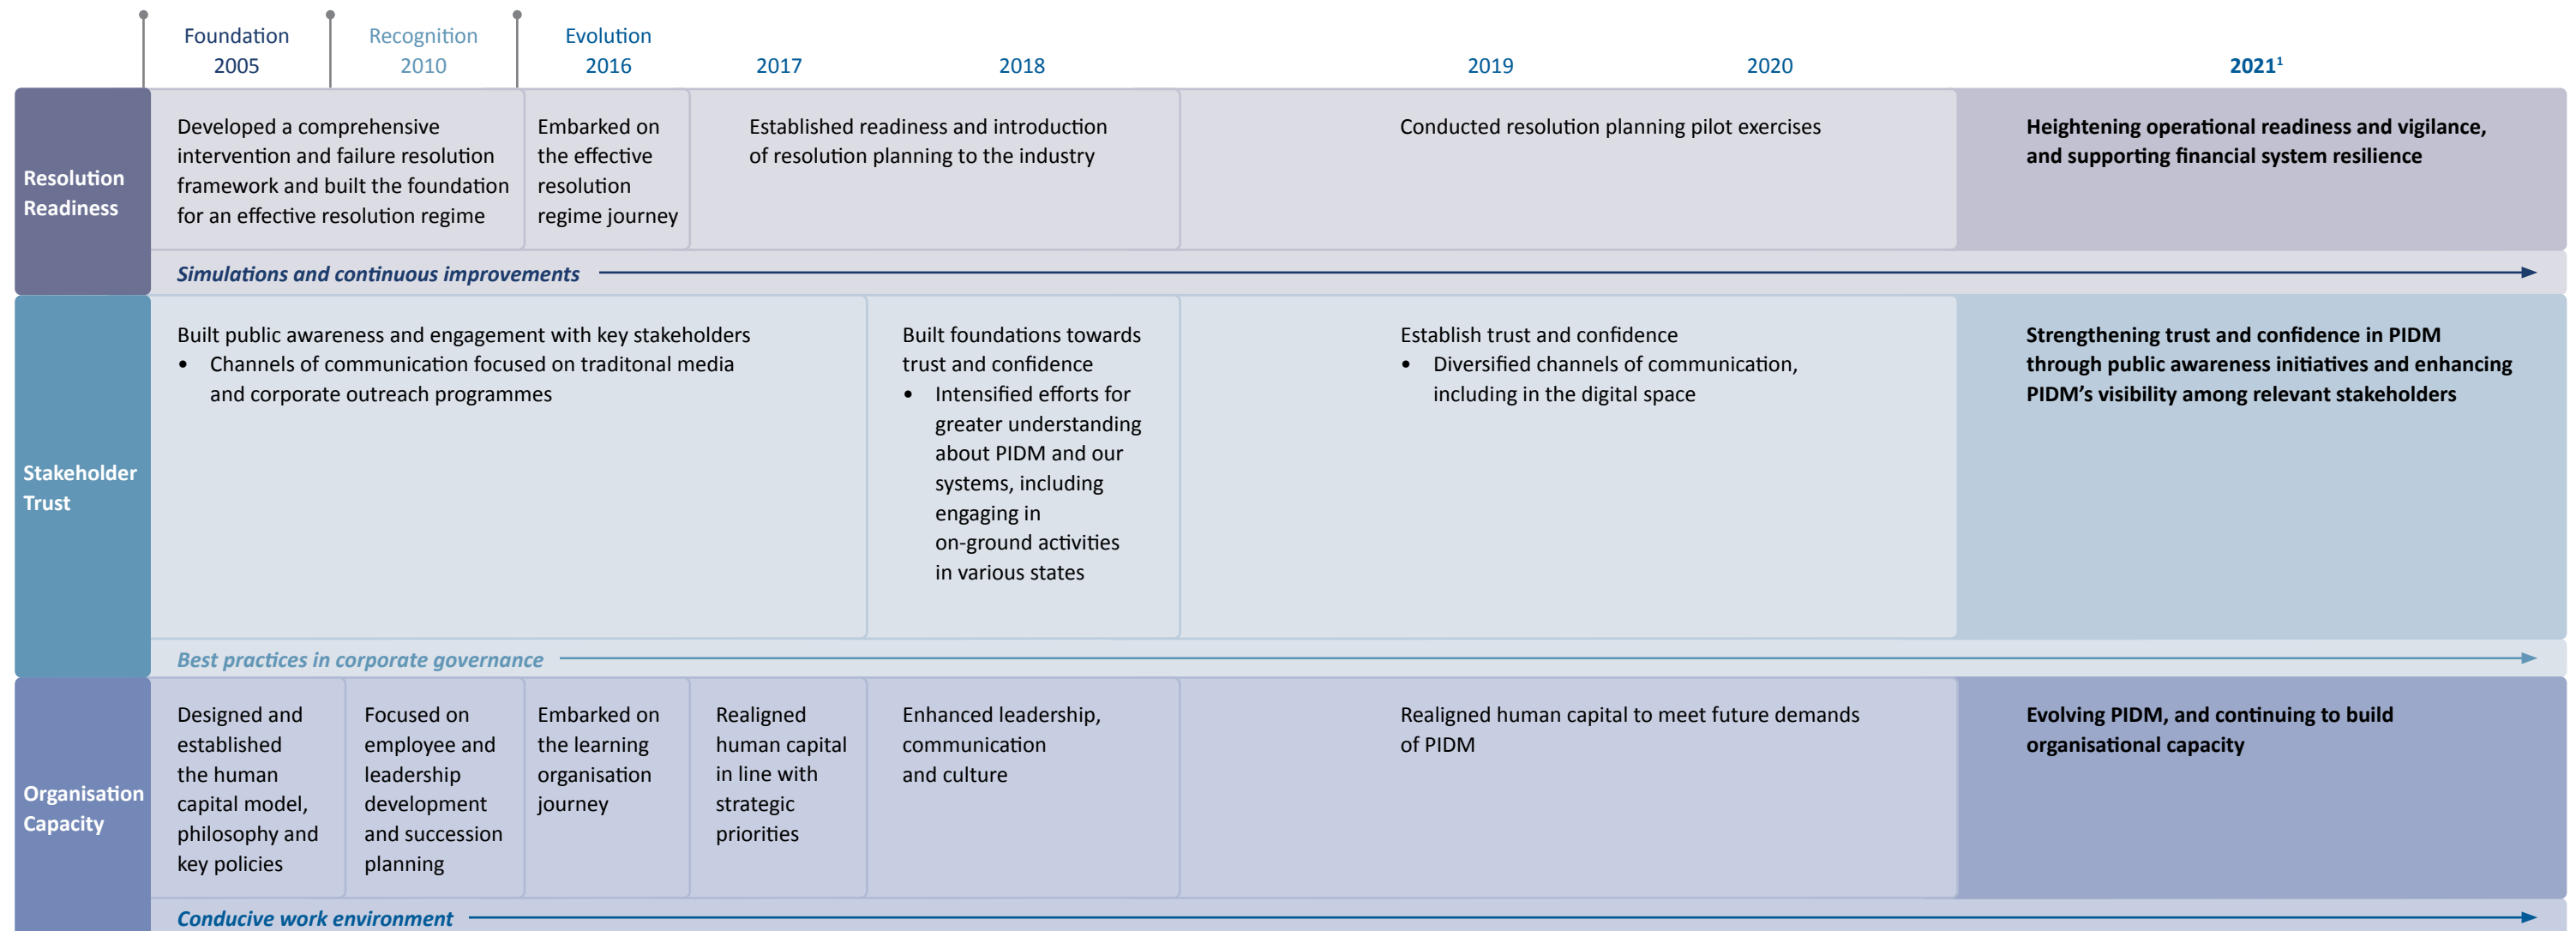 Foundation
2005
Recognition
2010
Evolution
2016
2017
2018
2019
2020
2021¹
Resolution
Readiness
Developed a comprehensive
intervention and failure resolution
framework and built the foundation
for an effective resolution regime
Embarked on
the effective
resolution
regime journey
Established readiness and introduction
of resolution planning to the industry
Conducted resolution planning pilot exercises
Heightening operational readiness and vigilance,
and supporting financial system resilience
Simulations and continuous improvements
Stakeholder
Trust
Built public awareness and engagement with key stakeholders
• Channels of communication focused on traditonal media
and corporate outreach programmes
Built foundations towards
trust and confidence
• Intensified efforts for
greater understanding
about PIDM and our
systems, including
engaging in
on-ground activities
in various states
Establish trust and confidence
• Diversified channels of communication,
including in the digital space
Strengthening trust and confidence in PIDM
through public awareness initiatives and enhancing
PIDM’s visibility among relevant stakeholders
Best practices in corporate governance
Organisation
Capacity
Designed and
established
the human
capital model,
philosophy and
key policies
Focused on
employee and
leadership
development
and succession
planning
Embarked on
the learning
organisation
journey
Realigned
human capital
in line with
strategic
priorities
Enhanced leadership,
communication
and culture
Realigned human capital to meet future demands
of PIDM
Evolving PIDM, and continuing to build
organisational capacity
Conducive work environment